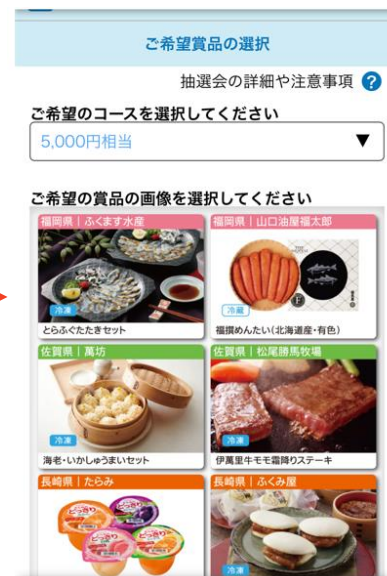 ご希望賞品の選択
抽選会の詳細や注意事項 ?
ご希望のコースを選択してください
5,000円相当 ▼
ご希望の賞品の画像を選択してください
福岡県｜ふくます水産
冷凍
とらふぐたたきセット
福岡県｜山口油屋福太郎
冷蔵
福撰めんたい(北海道産・有色)
佐賀県｜萬坊
冷凍
海老・いかしゅうまいセット
佐賀県｜松尾勝馬牧場
冷凍
伊萬里牛モモ霜降りステーキ
長崎県｜たらみ
長崎県｜ふくみ屋
冷凍